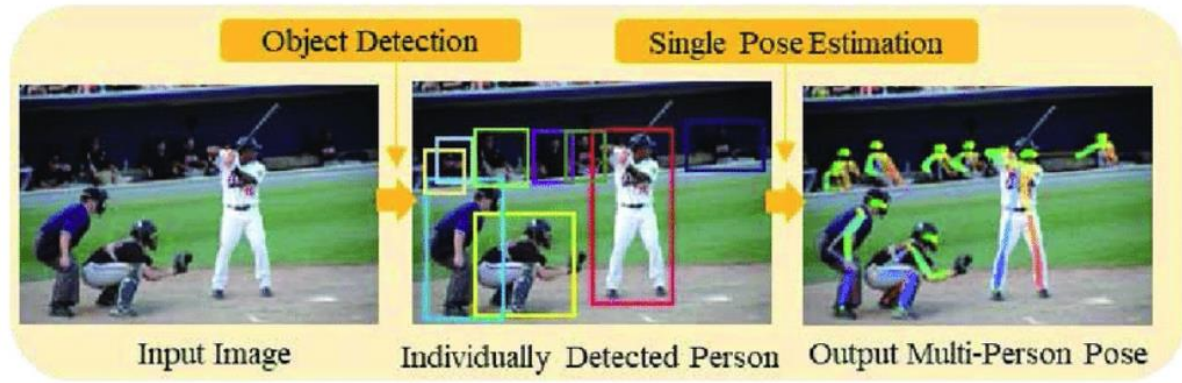 Object Detection
Single Pose Estimation
Input Image
Individually Detected Person
Output Multi-Person Pose